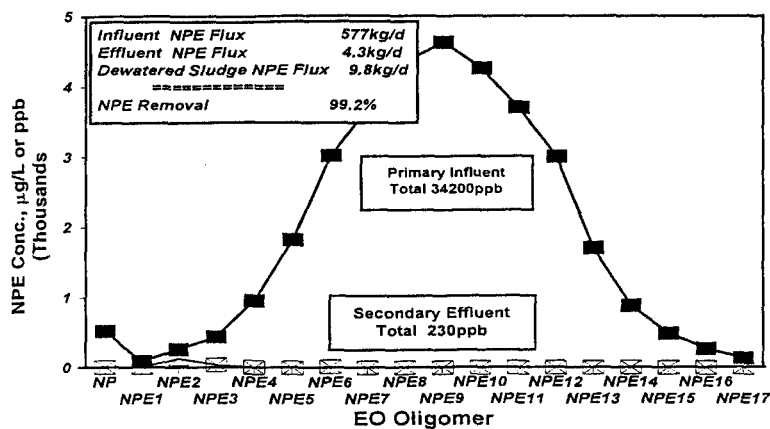 5
4
3
2
1
0
NPE Conc., µg/L or ppb
(Thousands)
Influent NPE Flux 577kg/d
Effluent NPE Flux 4.3kg/d
Dewatered Sludge NPE Flux 9.8kg/d
=============
NPE Removal 99.2%
Primary Influent
Total 34200ppb
Secondary Effluent
Total 230ppb
NP NPE2 NPE4 NPE6 NPE8 NPE10 NPE12 NPE14 NPE16
NPE1 NPE3 NPE5 NPE7 NPE9 NPE11 NPE13 NPE15 NPE17
EO Oligomer